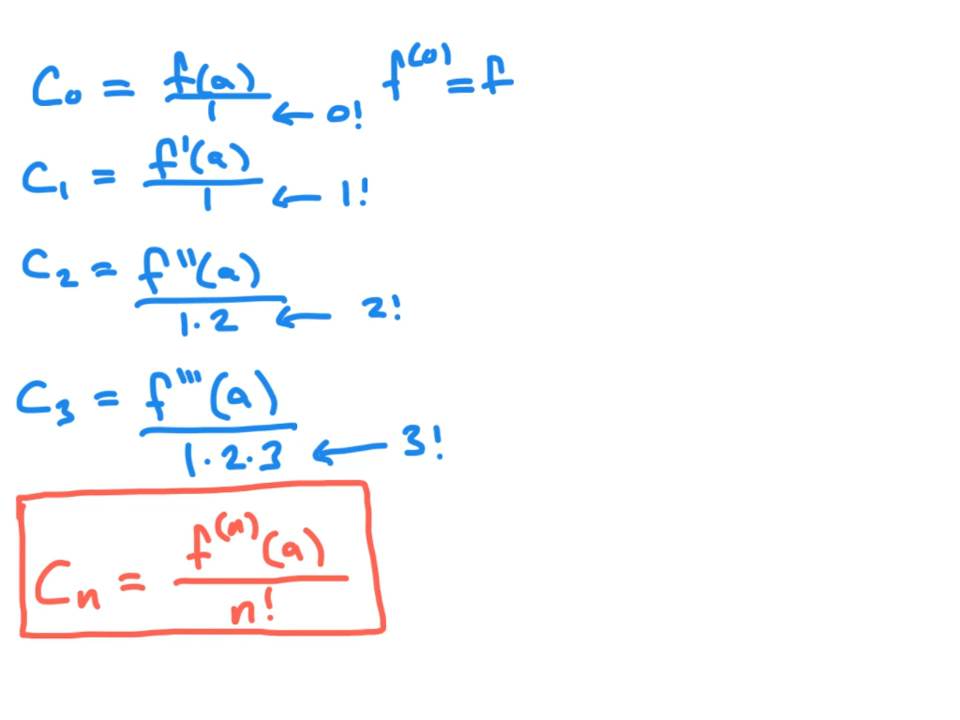 C₀ = f(a)/1 ← 0! f⁽⁰⁾ = f
C₁ = f'(a)/1 ← 1!
C₂ = f''(a)/1·2 ← 2!
C₃ = f'''(a)/1·2·3 ← 3!
Cₙ = f⁽ⁿ⁾(a)/n!